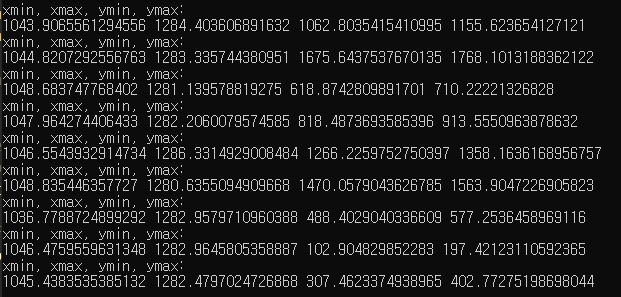 xmin, xmax, ymin, ymax:
1043.9065561294556 1284.403606891632 1062.8035415410995 1155.623654127121
xmin, xmax, ymin, ymax:
1044.8207292556763 1283.335744380951 1675.6437537670135 1768.1013188362122
xmin, xmax, ymin, ymax:
1048.683747768402 1281.139578819275 618.8742809891701 710.22221326828
xmin, xmax, ymin, ymax:
1047.964274406433 1282.2060079574585 818.4873693585396 913.5550963878632
xmin, xmax, ymin, ymax:
1046.5543932914734 1286.3314929008484 1266.2259752750397 1358.1636168956757
xmin, xmax, ymin, ymax:
1048.835446357727 1280.6355094909668 1470.0579043626785 1563.9047226905823
xmin, xmax, ymin, ymax:
1036.7788724899292 1282.9579710960388 488.4029040336609 577.2536458969116
xmin, xmax, ymin, ymax:
1046.4759559631348 1282.9645805358887 102.904829852283 197.42123110592365
xmin, xmax, ymin, ymax:
1045.4383535385132 1282.4797024726868 307.4623374938965 402.77275198698044